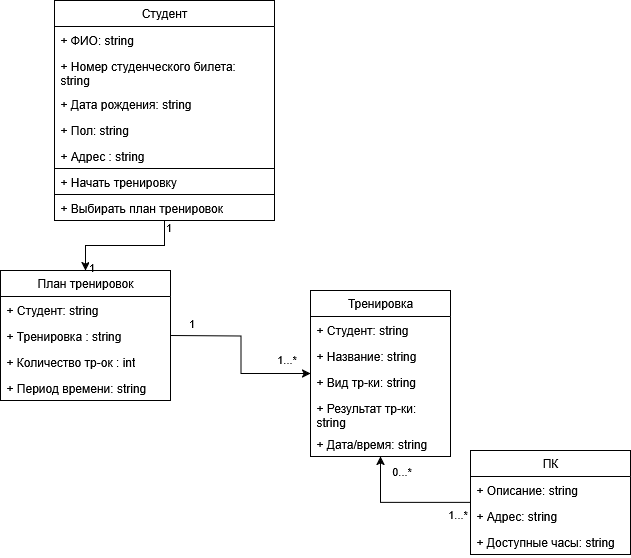 Студент
+ ФИО: string
+ Номер студенческого билета:
string
+ Дата рождения: string
+ Пол: string
+ Адрес : string
+ Начать тренировку
+ Выбирать план тренировок
1
1
План тренировок
+ Студент: string
+ Тренировка : string
+ Количество тр-ок : int
+ Период времени: string
1
1...*
Тренировка
+ Студент: string
+ Название: string
+ Вид тр-ки: string
+ Результат тр-ки:
string
+ Дата/время: string
0...*
1...*
ПК
+ Описание: string
+ Адрес: string
+ Доступные часы: string